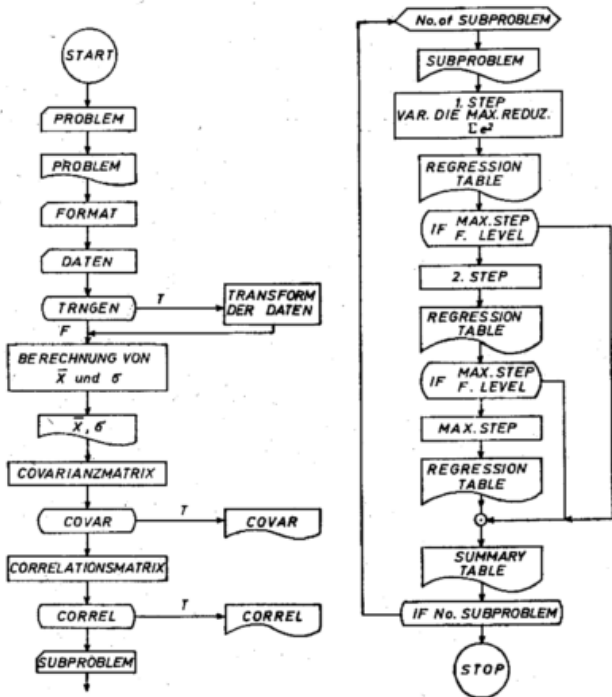 START
PROBLEM
PROBLEM
FORMAT
DATEN
TRNGEN
T
TRANSFORM
DER DATEN
F
BERECHNUNG VON
X̅ und σ
X̅, σ
COVARIANZMATRIX
COVAR
T
COVAR
CORRELATIONSMATRIX
CORREL
T
CORREL
SUBPROBLEM
No. of SUBPROBLEM
SUBPROBLEM
1. STEP
VAR. DIE MAX. REDUZ.
Σe²
REGRESSION
TABLE
IF MAX. STEP
F. LEVEL
2. STEP
REGRESSION
TABLE
IF MAX. STEP
F. LEVEL
MAX. STEP
REGRESSION
TABLE
SUMMARY
TABLE
IF No. SUBPROBLEM
STOP